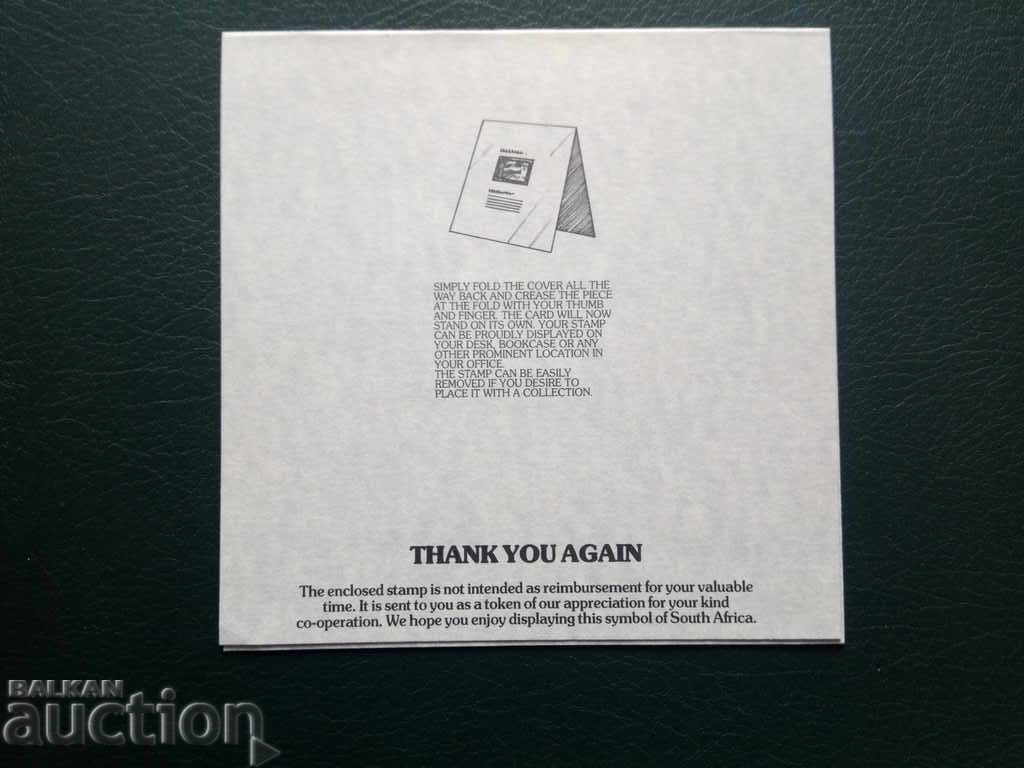 SIMPLY FOLD THE COVER ALL THE
WAY BACK AND CREASE THE PIECE
AT THE FOLD WITH YOUR THUMB
AND FINGER. THE CARD WILL NOW
STAND ON ITS OWN. YOUR STAMP
CAN BE PROUDLY DISPLAYED ON
YOUR DESK, BOOKCASE OR ANY
OTHER PROMINENT LOCATION IN
YOUR OFFICE.
THE STAMP CAN BE EASILY
REMOVED IF YOU DESIRE TO
PLACE IT WITH A COLLECTION.
THANK YOU AGAIN
The enclosed stamp is not intended as reimbursement for your valuable
time. It is sent to you as a token of our appreciation for your kind
co-operation. We hope you enjoy displaying this symbol of South Africa.
BALKAN
auction